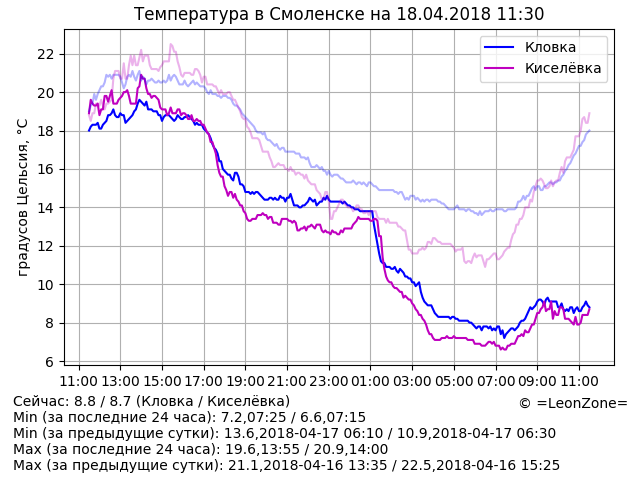 Температура в Смоленске на 18.04.2018 11:30
Кловка
Киселёвка
градусов Цельсия, °C
22
20
18
16
14
12
10
8
6
11:00 13:00 15:00 17:00 19:00 21:00 23:00 01:00 03:00 05:00 07:00 09:00 11:00
Сейчас: 8.8 / 8.7 (Кловка / Киселёвка)
© =LeonZone=
Min (за последние 24 часа): 7.2,07:25 / 6.6,07:15
Min (за предыдущие сутки): 13.6,2018-04-17 06:10 / 10.9,2018-04-17 06:30
Max (за последние 24 часа): 19.6,13:55 / 20.9,14:00
Max (за предыдущие сутки): 21.1,2018-04-16 13:35 / 22.5,2018-04-16 15:25